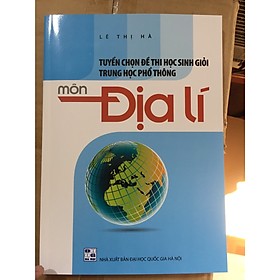 LÊ THỊ HÀ
TUYỂN CHỌN ĐỀ THI HỌC SINH GIỎI
TRUNG HỌC PHỔ THÔNG
môn
Địa lí
NHÀ XUẤT BẢN ĐẠI HỌC QUỐC GIA HÀ NỘI